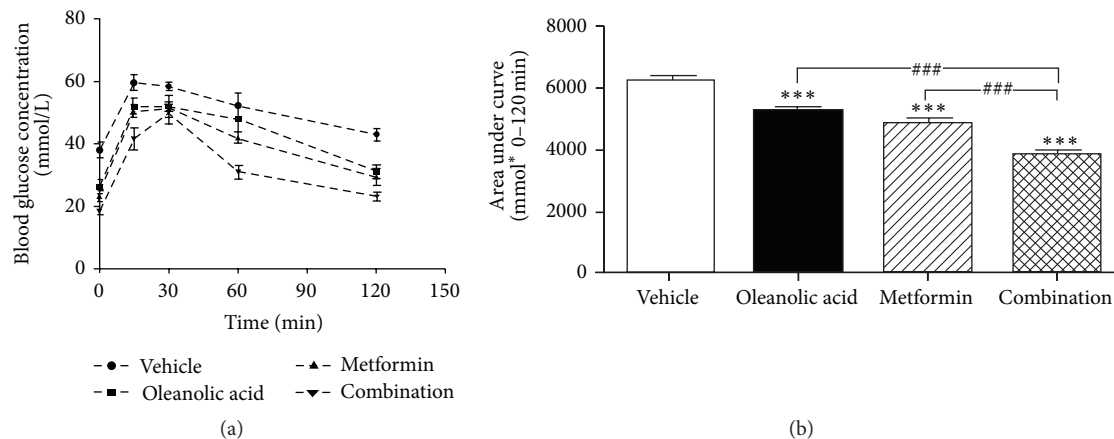 80
60
40
20
0
Blood glucose concentration
(mmol/L)
0 30 60 90 120 150
Time (min)
Vehicle
Metformin
Oleanolic acid
Combination
(a)
8000
6000
4000
2000
0
Area under curve
(mmol* 0–120 min)
###
###
***
***
***
Vehicle Oleanolic acid Metformin Combination
(b)